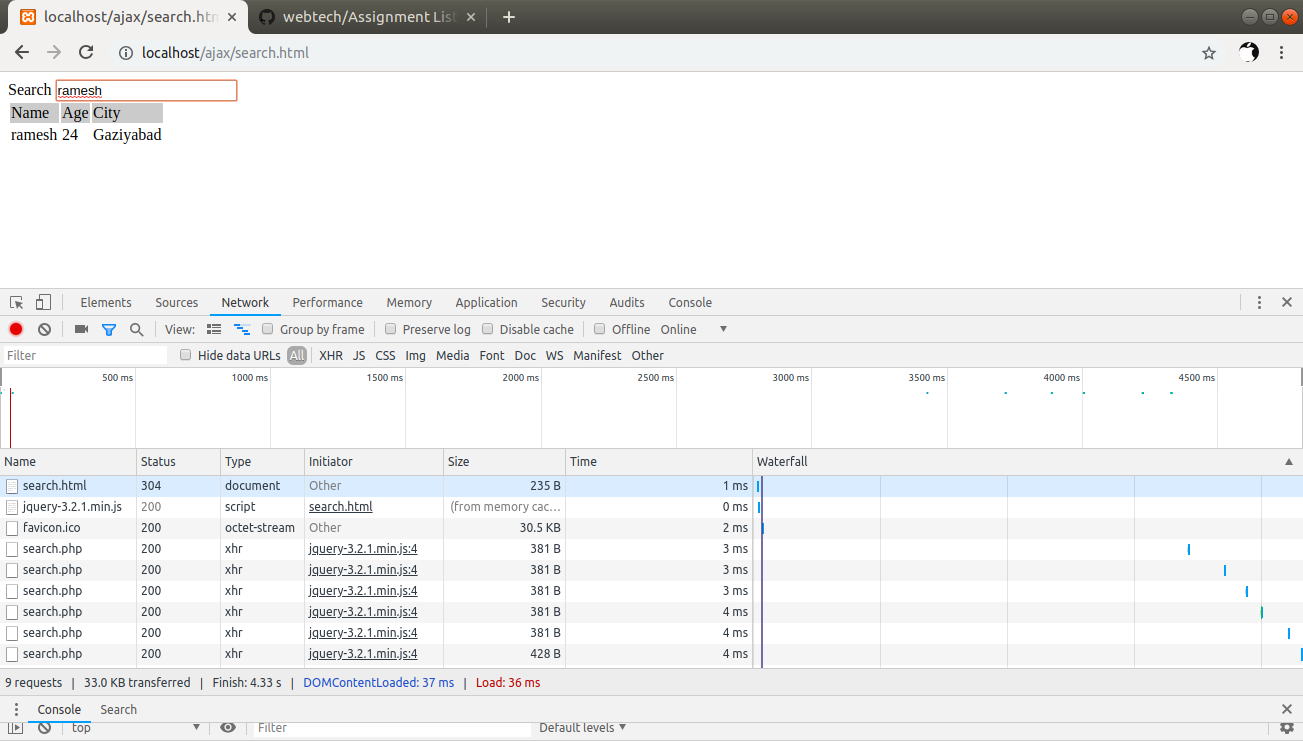 localhost/ajax/search.htm webtech/Assignment List
localhost/ajax/search.html
Search ramesh
Name Age City
ramesh 24 Gaziyabad
Elements Sources Network Performance Memory Application Security Audits Console
View: Group by frame Preserve log Disable cache Offline Online
Filter Hide data URLs All XHR JS CSS Img Media Font Doc WS Manifest Other
500 ms 1000 ms 1500 ms 2000 ms 2500 ms 3000 ms 3500 ms 4000 ms 4500 ms
Name Status Type Initiator Size Time Waterfall
search.html 304 document Other 235 B 1 ms
jquery-3.2.1.min.js 200 script search.html (from memory cac... 0 ms
favicon.ico 200 octet-stream Other 30.5 KB 2 ms
search.php 200 xhr jquery-3.2.1.min.js:4 381 B 3 ms
search.php 200 xhr jquery-3.2.1.min.js:4 381 B 3 ms
search.php 200 xhr jquery-3.2.1.min.js:4 381 B 3 ms
search.php 200 xhr jquery-3.2.1.min.js:4 381 B 4 ms
search.php 200 xhr jquery-3.2.1.min.js:4 381 B 4 ms
search.php 200 xhr jquery-3.2.1.min.js:4 428 B 4 ms
9 requests | 33.0 KB transferred | Finish: 4.33 s | DOMContentLoaded: 37 ms | Load: 36 ms
Console Search
top Filter Default levels